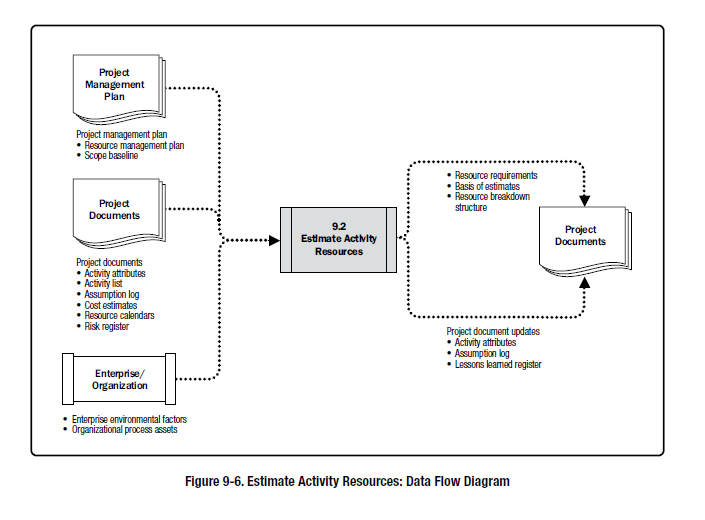 Project
Management
Plan
Project management plan
• Resource management plan
• Scope baseline
Project
Documents
Project documents
• Activity attributes
• Activity list
• Assumption log
• Cost estimates
• Resource calendars
• Risk register
Enterprise/
Organization
• Enterprise environmental factors
• Organizational process assets
9.2
Estimate Activity
Resources
• Resource requirements
• Basis of estimates
• Resource breakdown
structure
Project
Documents
Project document updates
• Activity attributes
• Assumption log
• Lessons learned register
Figure 9-6. Estimate Activity Resources: Data Flow Diagram